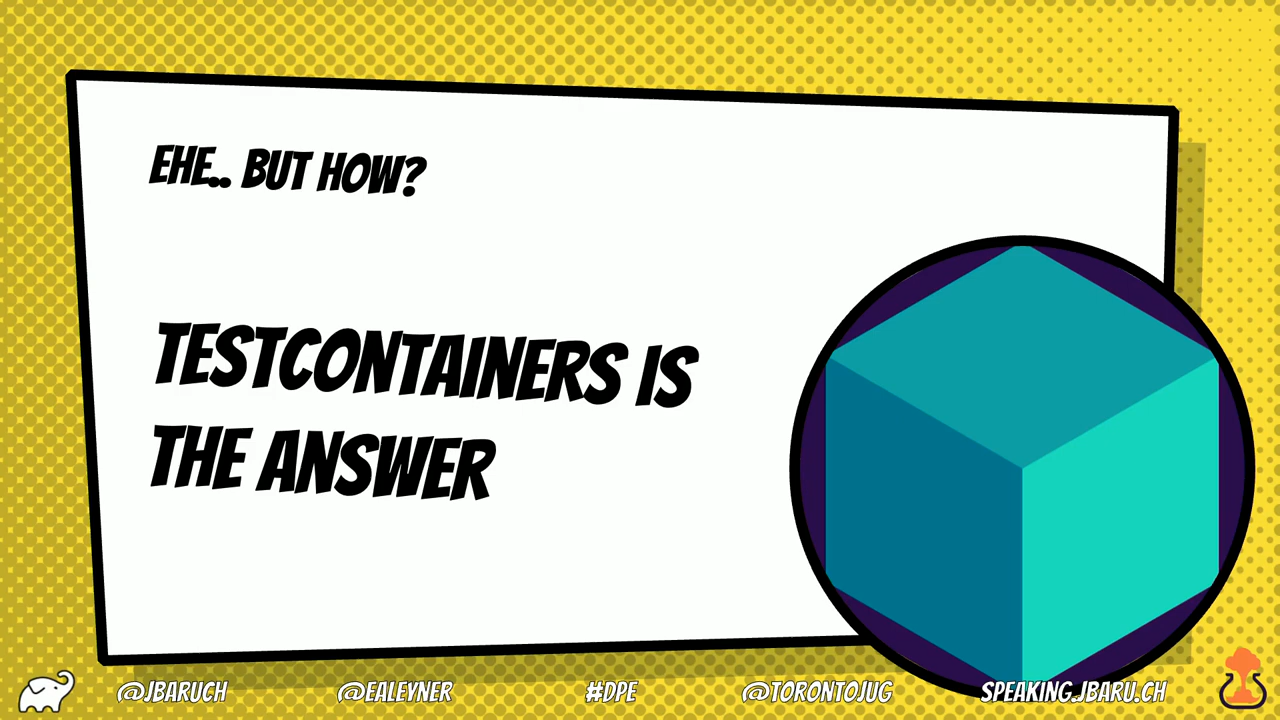 EHE.. BUT HOW?
TESTCONTAINERS IS
THE ANSWER
@JBARUCH @EALEYNER #DPE @TORONTOJUG SPEAKING.JBARU.CH